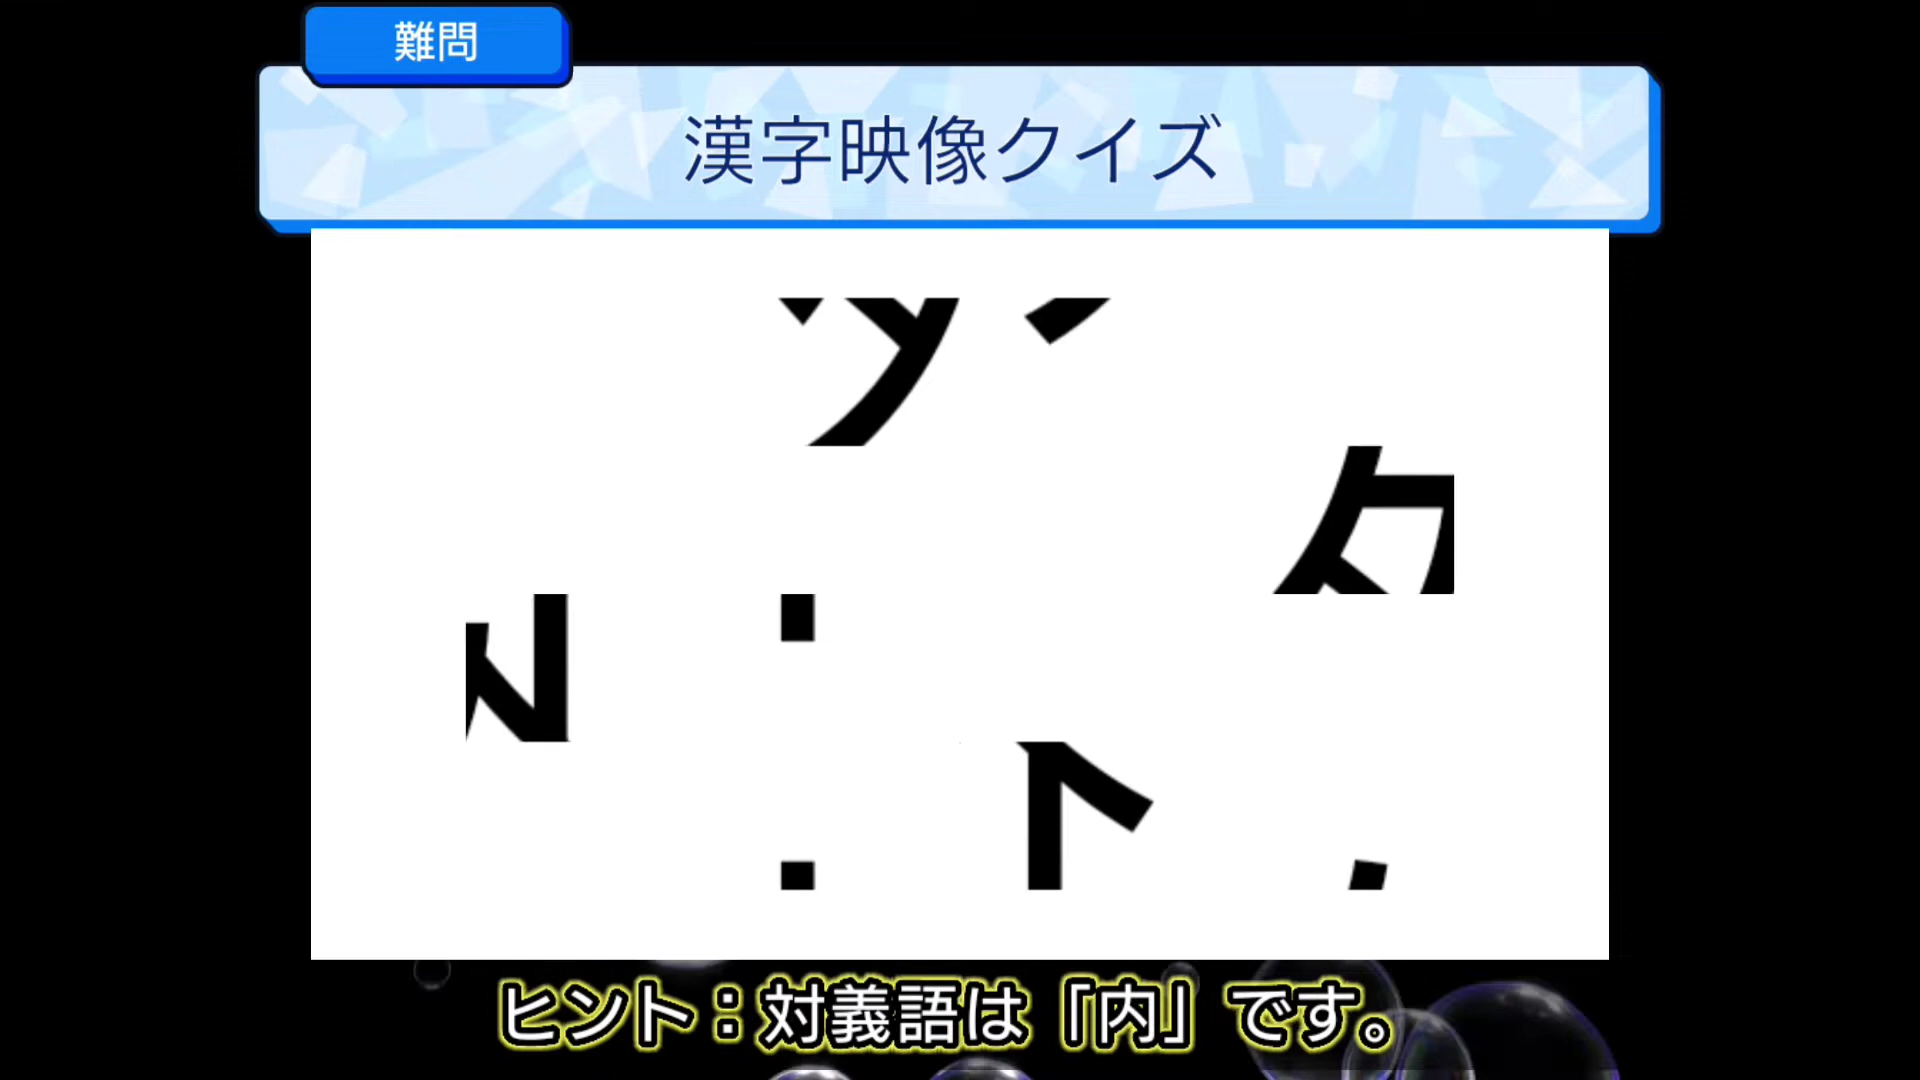 難問
漢字映像クイズ
ヒント:対義語は「内」です。